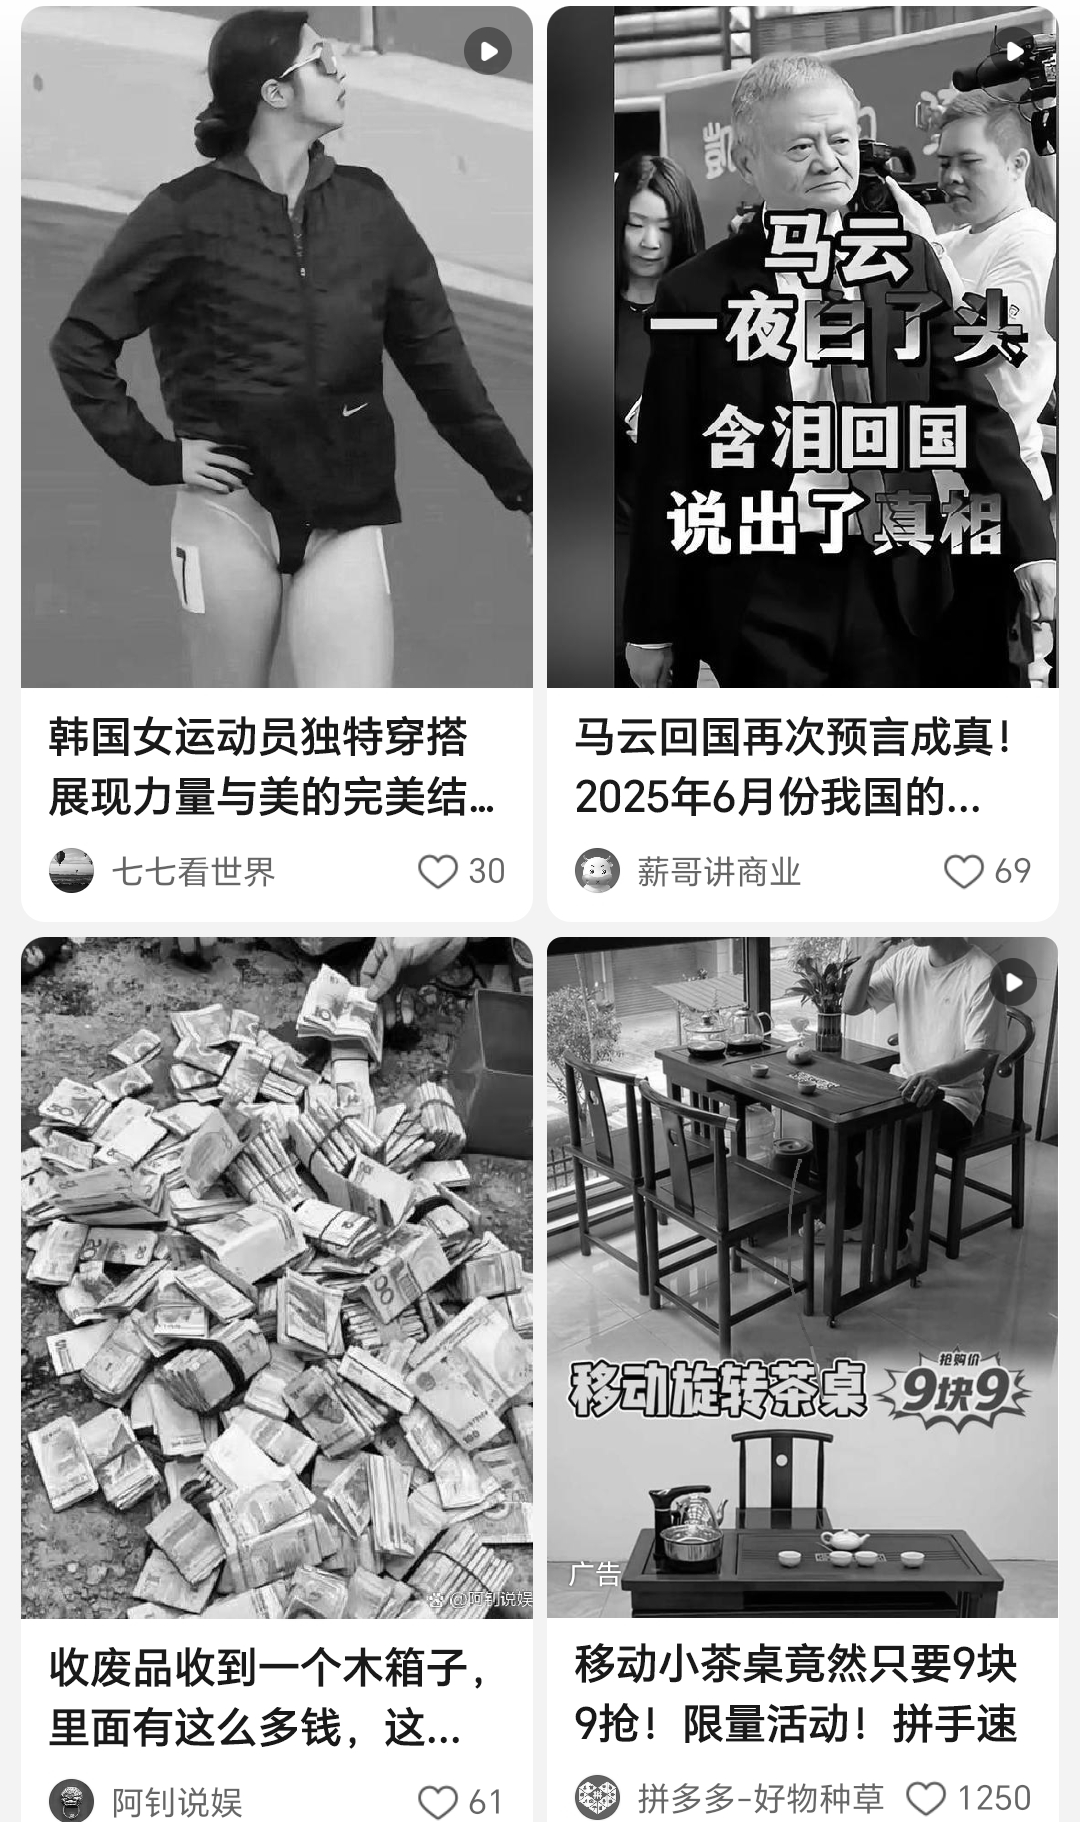 7
凱
马云
一夜白了头
含泪回国
说出了真相
韩国女运动员独特穿搭
展现力量与美的完美结...
七七看世界
30
马云回国再次预言成真！
2025年6月份我国的...
薪哥讲商业
69
@阿钊说娱
收废品收到一个木箱子，
里面有这么多钱，这...
阿钊说娱
61
移动旋转茶桌
抢购价
9块9
广告
移动小茶桌竟然只要9块
9抢！限量活动！拼手速
拼多多-好物种草
1250